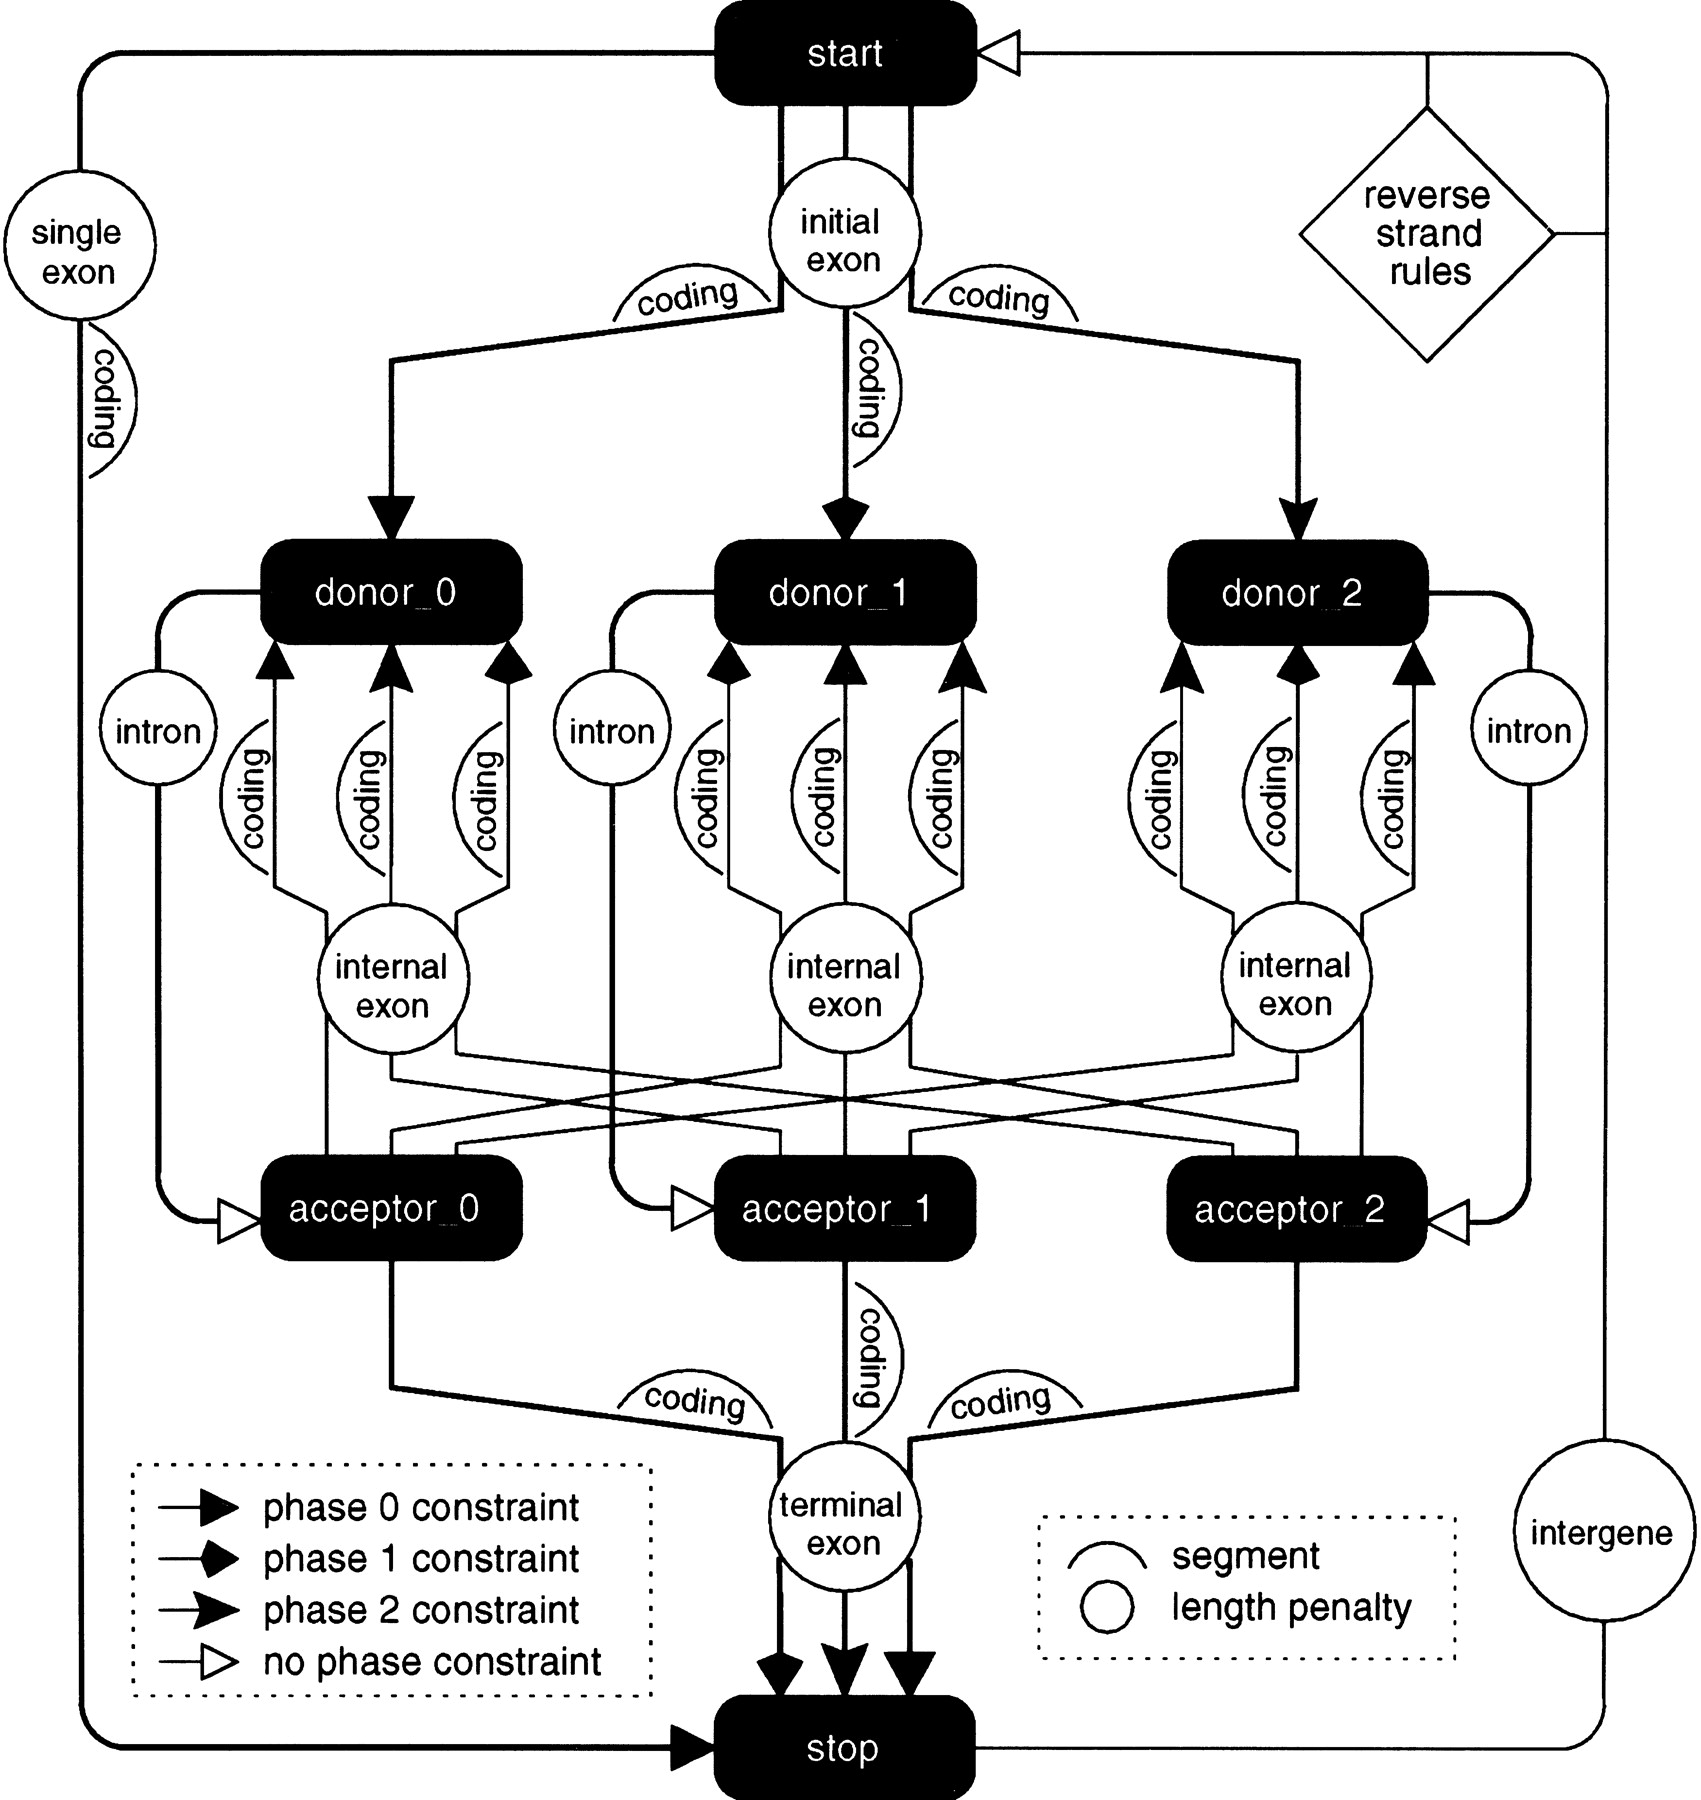 start
single
exon
initial
exon
reverse
strand
rules
coding
coding
coding
coding
donor_0
donor_1
donor_2
intron
intron
intron
coding
coding
coding
coding
coding
coding
coding
coding
coding
internal
exon
internal
exon
internal
exon
acceptor_0
acceptor_1
acceptor_2
coding
coding
coding
terminal
exon
phase 0 constraint
phase 1 constraint
phase 2 constraint
no phase constraint
segment
length penalty
intergene
stop